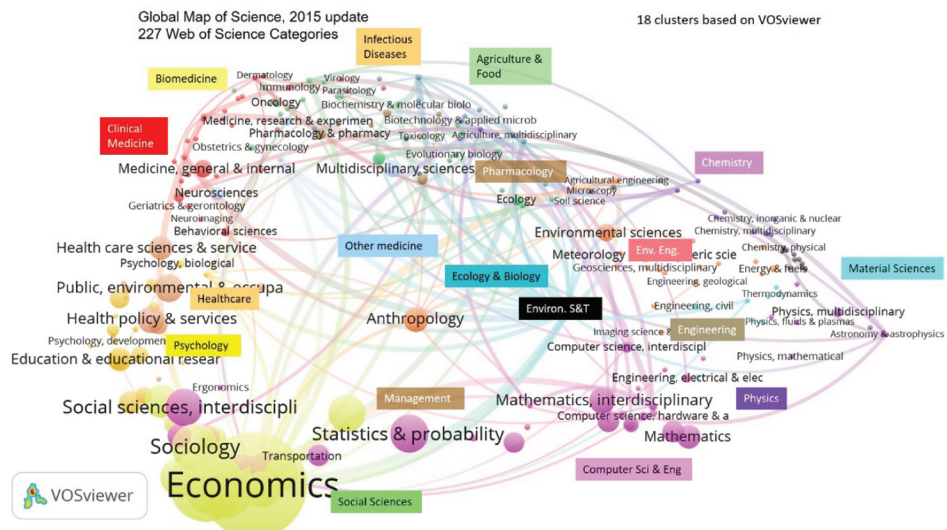 Global Map of Science, 2015 update
227 Web of Science Categories
18 clusters based on VOSviewer
Infectious
Diseases
Agriculture &
Food
Biomedicine
Dermatology
Virology
Immunology
Parasitology
Oncology
Biochemistry & molecular biolo
Medicine, research & experimen
Biotechnology & applied microb
Clinical
Medicine
Pharmacology & pharmacy
Toxicology
Agriculture, multidisciplinary
Obstetrics & gynecology
Evolutionary biology
Medicine, general & internal
Multidisciplinary sciences
Pharmacology
Chemistry
Agricultural engineering
Neurosciences
Microscopy
Geriatrics & gerontology
Ecology
Soil science
Neuroimaging
Chemistry, inorganic & nuclear
Behavioral sciences
Environmental sciences
Chemistry, multidisciplinary
Health care sciences & service
Other medicine
Chemistry, physical
Meteorology
Env. Eng.
eric scie
Psychology, biological
Ecology & Biology
Geosciences, multidisciplinary
Energy & fuels
Material Sciences
Engineering, geological
Public, environmental & occupa
Healthcare
Thermodynamics
Environ. S&T
Engineering, civil
Physics, multidisciplinary
Health policy & services
Anthropology
Physics, fluids & plasmas
Imaging science &
Engineering
Astronomy & astrophysics
Psychology, developmen
Psychology
Computer science, interdiscipl
Education & educational resear
Physics, mathematical
Engineering, electrical & elec
Ergonomics
Management
Mathematics, interdisciplinary
Physics
Social sciences, interdiscipli
Computer science, hardware & a
Statistics & probability
Mathematics
Sociology
Transportation
Computer Sci & Eng
Economics
VOSviewer
Social Sciences